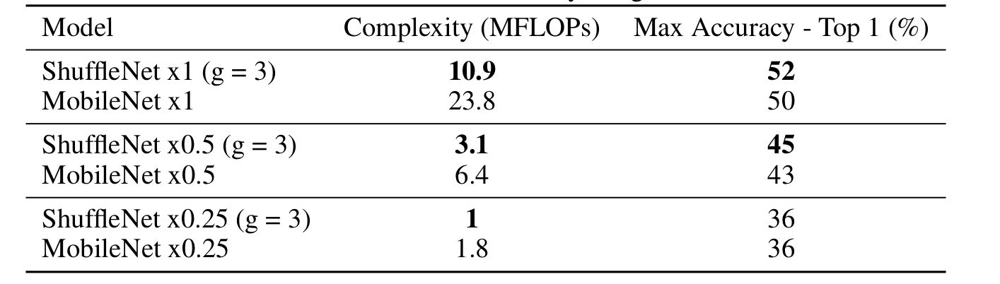 Model Complexity (MFLOPs) Max Accuracy - Top 1 (%)
ShuffleNet x1 (g = 3) 10.9 52
MobileNet x1 23.8 50
ShuffleNet x0.5 (g = 3) 3.1 45
MobileNet x0.5 6.4 43
ShuffleNet x0.25 (g = 3) 1 36
MobileNet x0.25 1.8 36